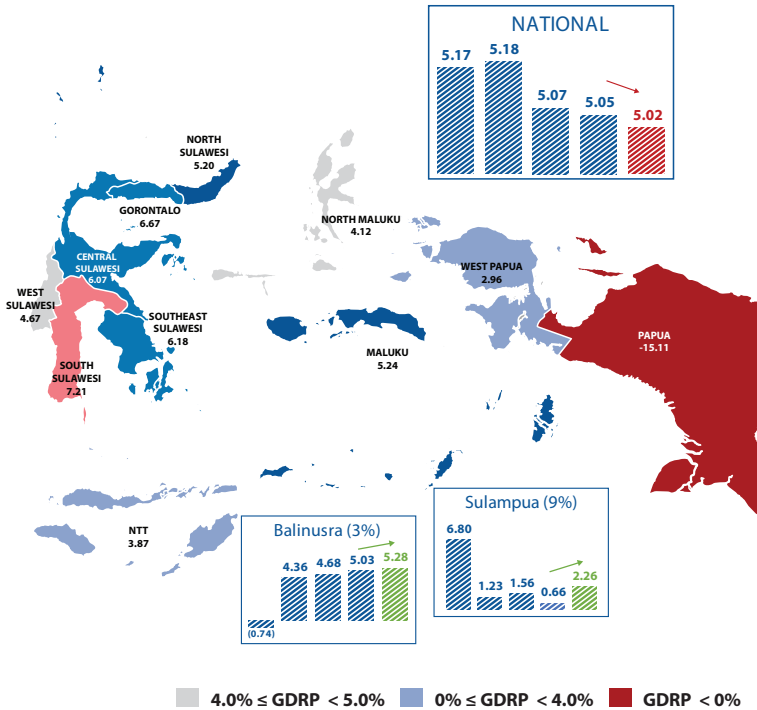 NATIONAL
5.17
5.18
5.07
5.05
5.02
NORTH
SULAWESI
5.20
GORONTALO
6.67
NORTH MALUKU
4.12
CENTRAL
SULAWESI
6.07
WEST PAPUA
2.96
WEST
SULAWESI
4.67
SOUTHEAST
SULAWESI
6.18
PAPUA
-15.11
MALUKU
5.24
SOUTH
SULAWESI
7.21
NTT
3.87
Balinusra (3%)
(0.74)
4.36
4.68
5.03
5.28
Sulampua (9%)
6.80
1.23
1.56
0.66
2.26
4.0% ≤ GDRP < 5.0%
0% ≤ GDRP < 4.0%
GDRP < 0%